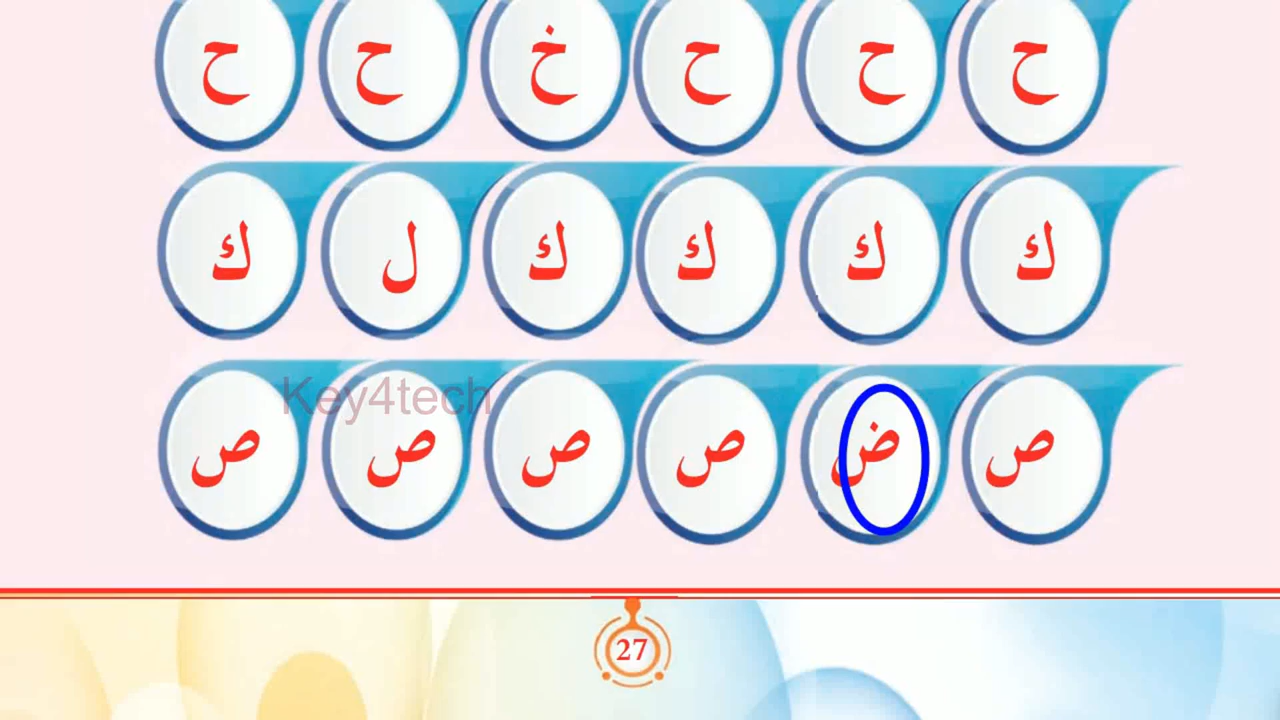 ح ح ح خ ح ح
ك ك ك ك ل ك
ص ض ص ص ص ص
Key4tech
27